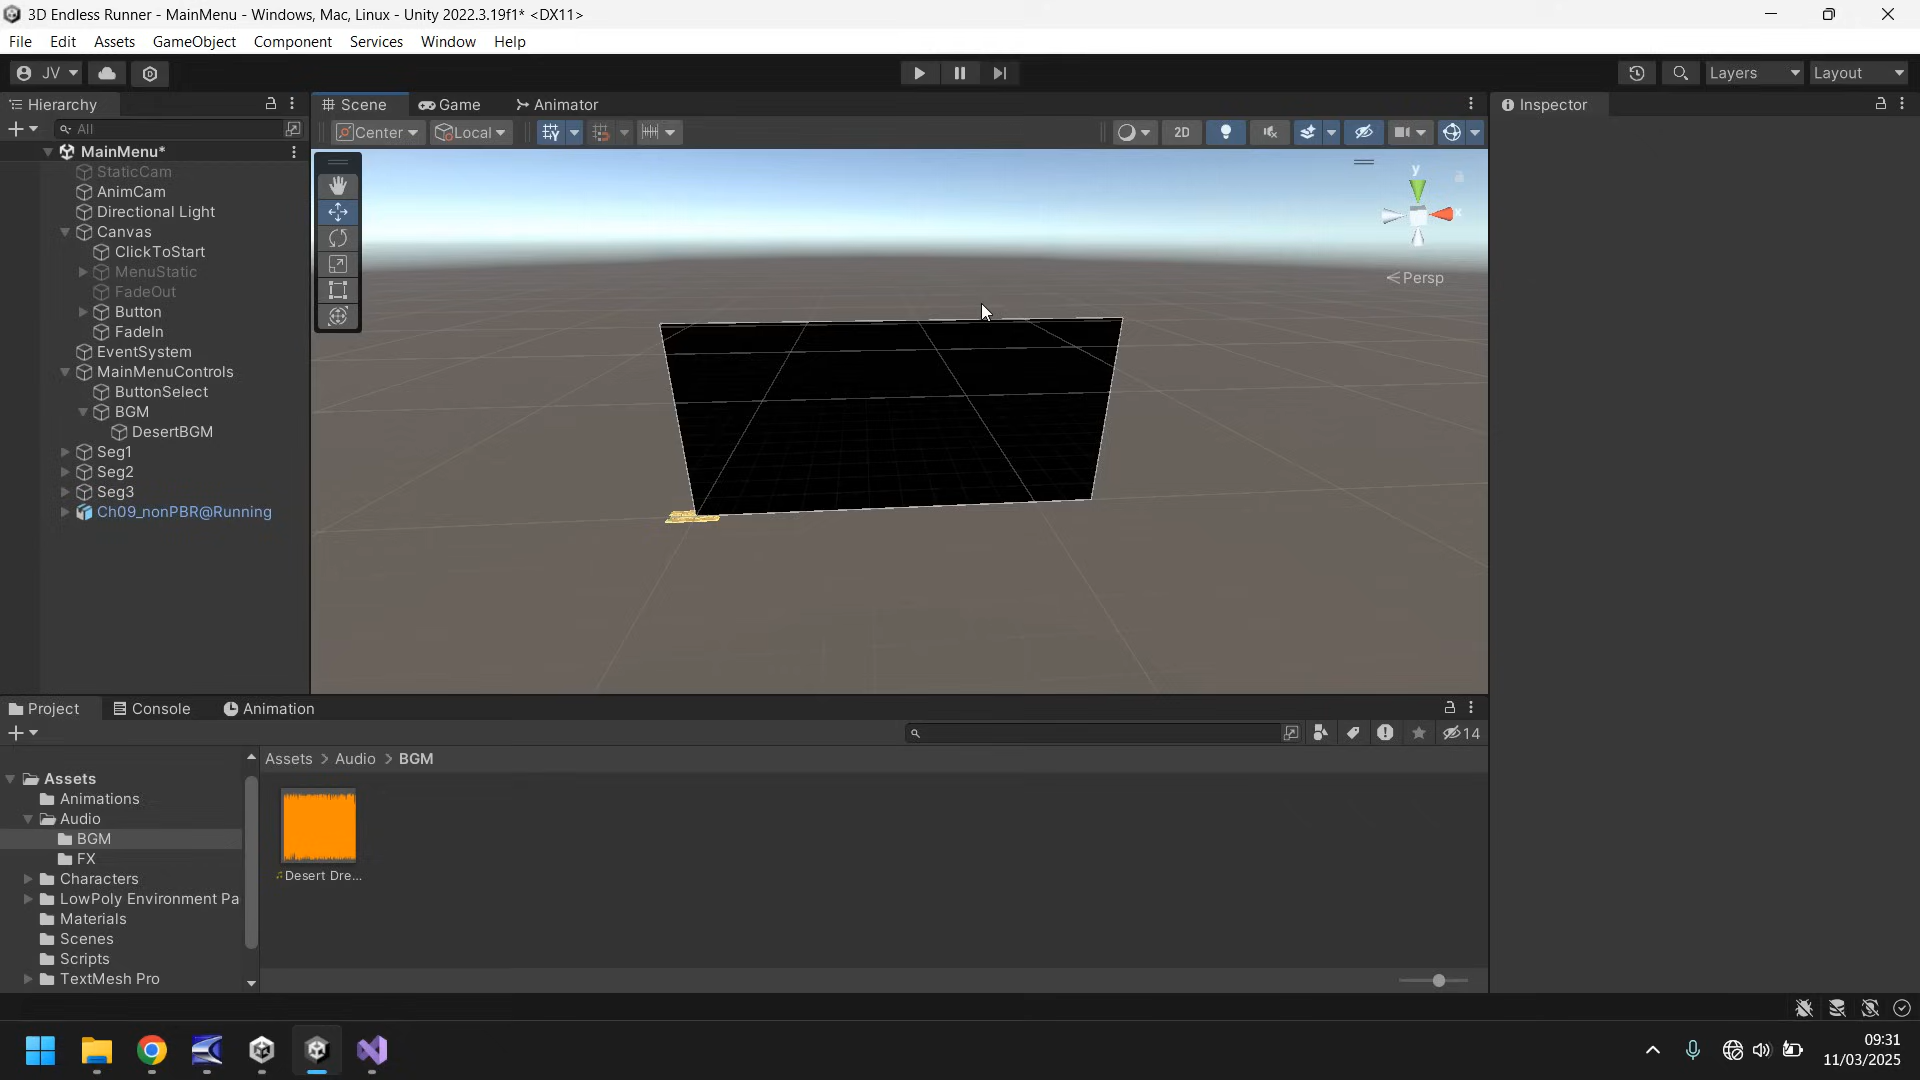 3D Endless Runner - MainMenu - Windows, Mac, Linux - Unity 2022.3.19f1* <DX11>
File Edit Assets GameObject Component Services Window Help
JV Layers Layout
Hierarchy
All
MainMenu*
StaticCam
AnimCam
Directional Light
Canvas
ClickToStart
MenuStatic
FadeOut
Button
FadeIn
EventSystem
MainMenuControls
ButtonSelect
BGM
DesertBGM
Seg1
Seg2
Seg3
Ch09_nonPBR@Running
Scene Game Animator
Center Local 2D
y
x
Persp
Inspector
Project Console Animation
14
Assets
Animations
Audio
BGM
FX
Characters
LowPoly Environment Pa
Materials
Scenes
Scripts
TextMesh Pro
Assets > Audio > BGM
Desert Dre...
09:31
11/03/2025